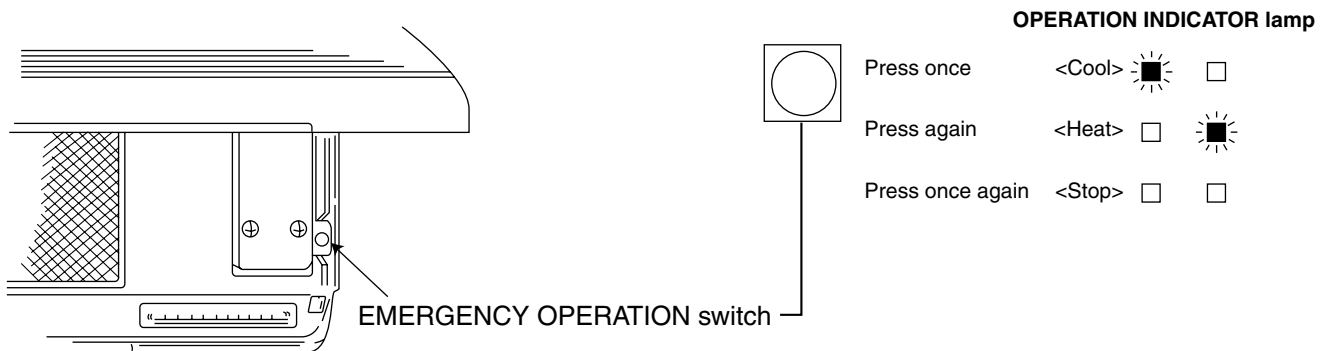 OPERATION INDICATOR lamp
Press once <Cool>
Press again <Heat>
Press once again <Stop>
EMERGENCY OPERATION switch